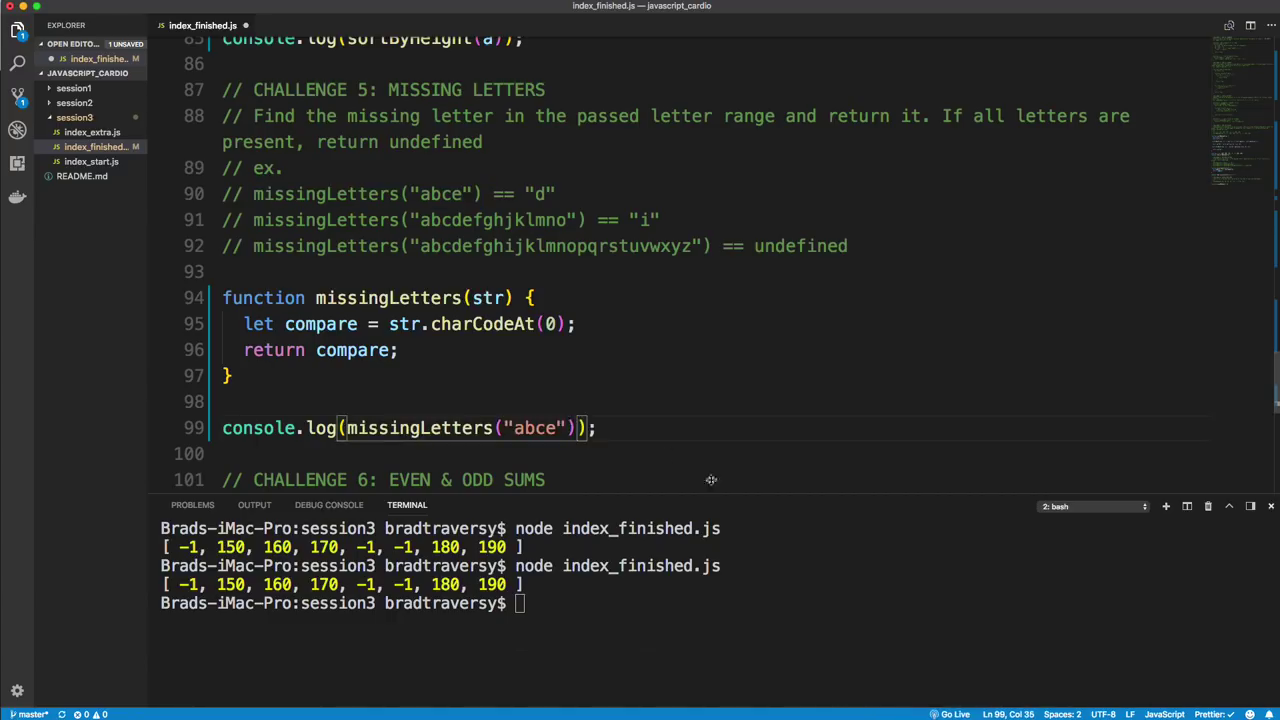 index_finished.js — javascript_cardio
EXPLORER
OPEN EDITO... 1 UNSAVED
index_finishe... M
JAVASCRIPT_CARDIO
session1
session2
session3
index_extra.js
index_finished... M
index_start.js
README.md
index_finished.js
85 console.log(sortByHeight(a));
86
87 // CHALLENGE 5: MISSING LETTERS
88 // Find the missing letter in the passed letter range and return it. If all letters are
present, return undefined
89 // ex.
90 // missingLetters("abce") == "d"
91 // missingLetters("abcdefghjklmno") == "i"
92 // missingLetters("abcdefghijklmnopqrstuvwxyz") == undefined
93
94 function missingLetters(str) {
95 let compare = str.charCodeAt(0);
96 return compare;
97 }
98
99 console.log(missingLetters("abce"));
100
101 // CHALLENGE 6: EVEN & ODD SUMS
PROBLEMS OUTPUT DEBUG CONSOLE TERMINAL 2: bash
Brads-iMac-Pro:session3 bradtraversy$ node index_finished.js
[ -1, 150, 160, 170, -1, -1, 180, 190 ]
Brads-iMac-Pro:session3 bradtraversy$ node index_finished.js
[ -1, 150, 160, 170, -1, -1, 180, 190 ]
Brads-iMac-Pro:session3 bradtraversy$
master* 0 0 Go Live Ln 99, Col 35 Spaces: 2 UTF-8 LF JavaScript Prettier: ✓